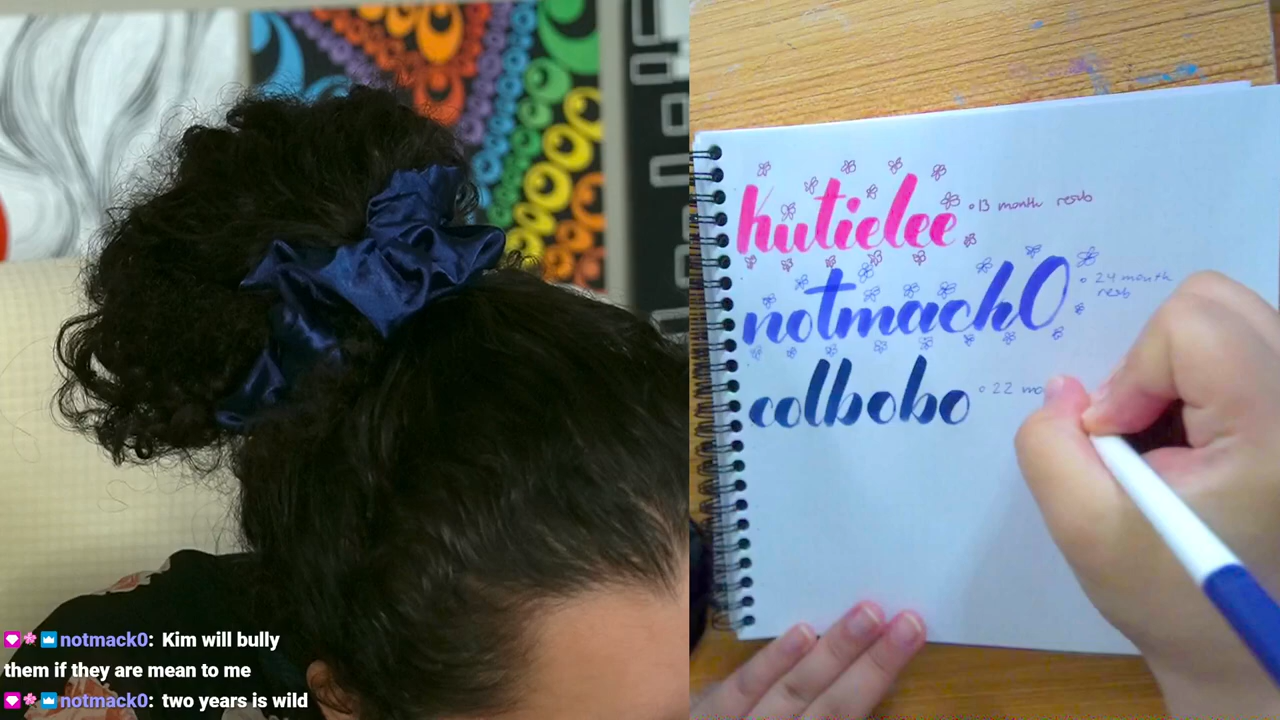 hutielee
13 month resub
notmack0
24 month
resub
colbobo
22 mo
notmack0: Kim will bully
them if they are mean to me
notmack0: two years is wild